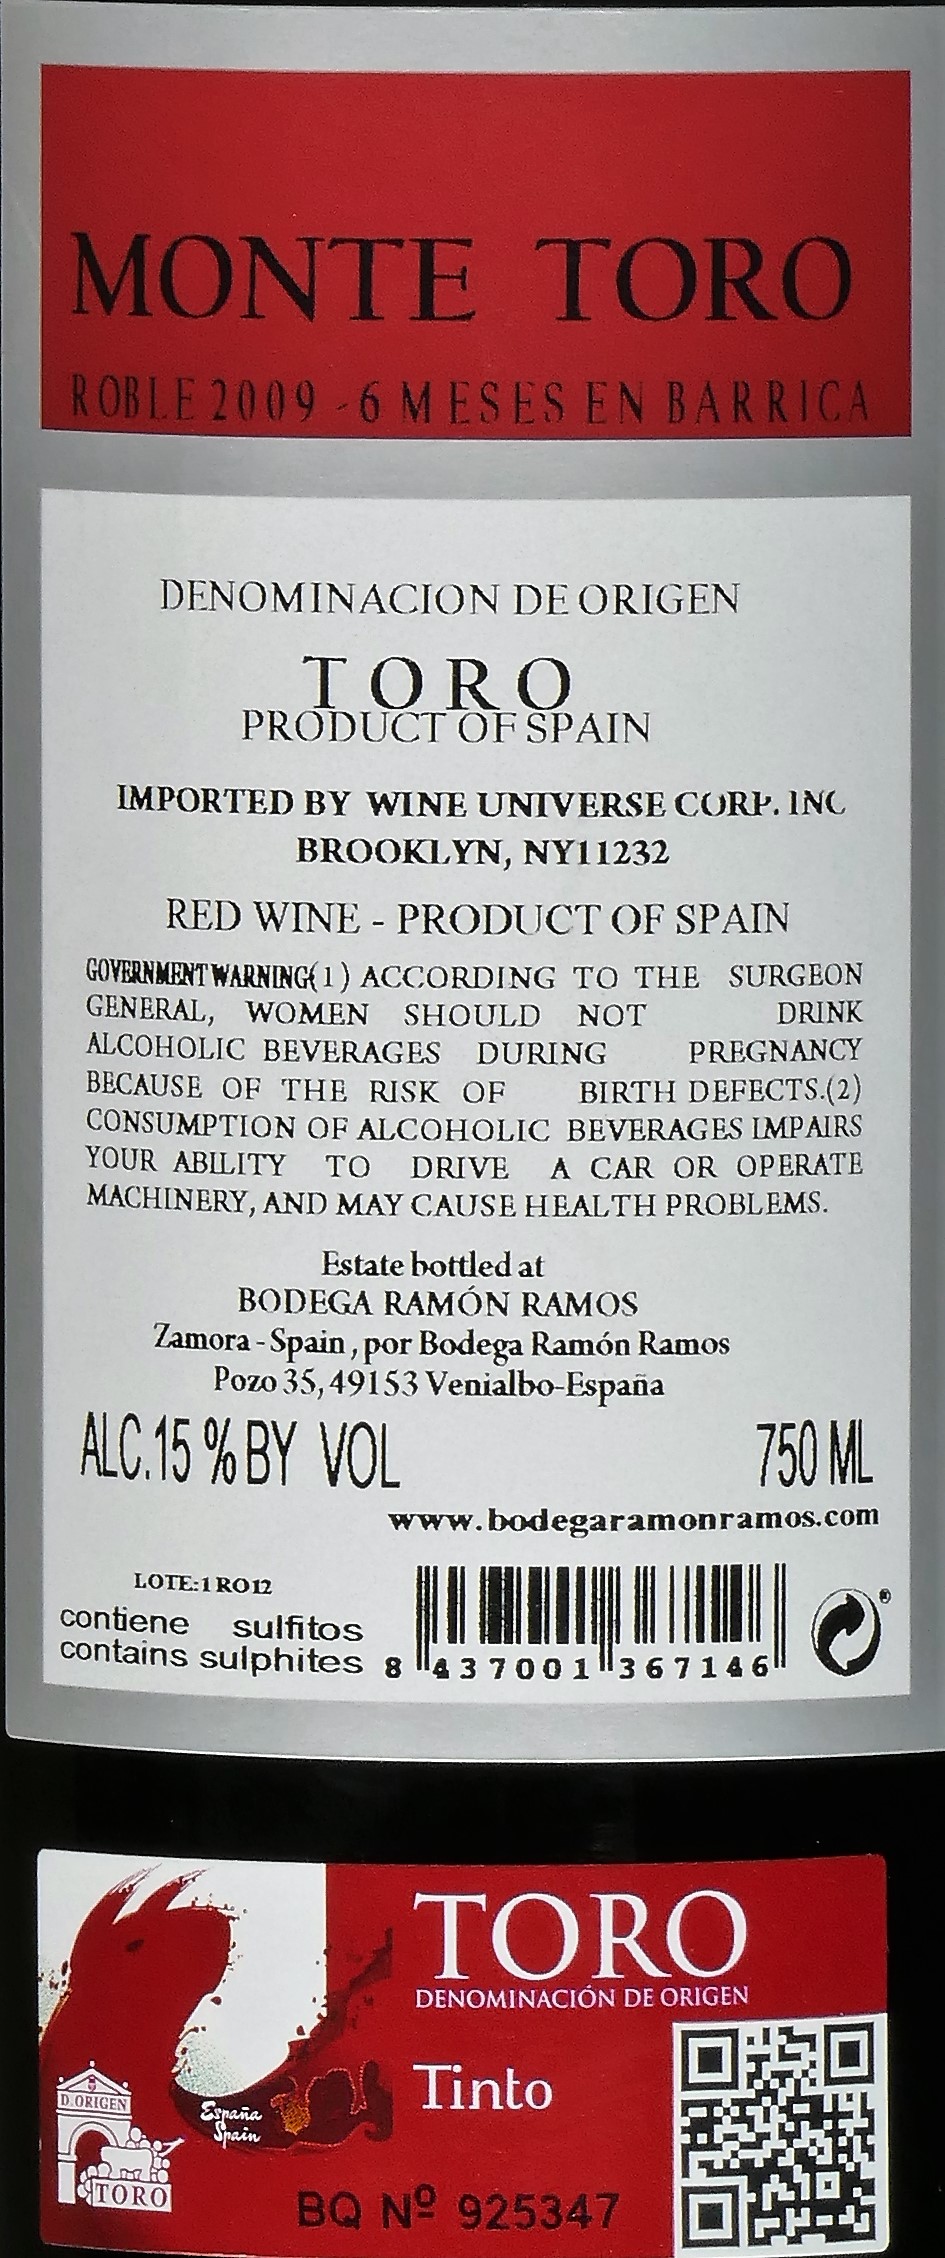 MONTE TORO
ROBLE 2009 - 6 MESES EN BARRICA
DENOMINACION DE ORIGEN
TORO
PRODUCT OF SPAIN
IMPORTED BY WINE UNIVERSE CORP. INC
BROOKLYN, NY11232
RED WINE - PRODUCT OF SPAIN
GOVERNMENT WARNING(1) ACCORDING TO THE SURGEON
GENERAL, WOMEN SHOULD NOT DRINK
ALCOHOLIC BEVERAGES DURING PREGNANCY
BECAUSE OF THE RISK OF BIRTH DEFECTS.(2)
CONSUMPTION OF ALCOHOLIC BEVERAGES IMPAIRS
YOUR ABILITY TO DRIVE A CAR OR OPERATE
MACHINERY, AND MAY CAUSE HEALTH PROBLEMS.
Estate bottled at
BODEGA RAMÓN RAMOS
Zamora - Spain, por Bodega Ramón Ramos
Pozo 35, 49153 Venialbo-España
ALC.15 % BY VOL 750 ML
www.bodegaramonramos.com
LOTE:1 RO12
contiene sulfitos
contains sulphites
8 437001 367146
®
TORO
DENOMINACIÓN DE ORIGEN
Tinto
D. ORIGEN
TORO
España
Spain
BQ Nº 925347